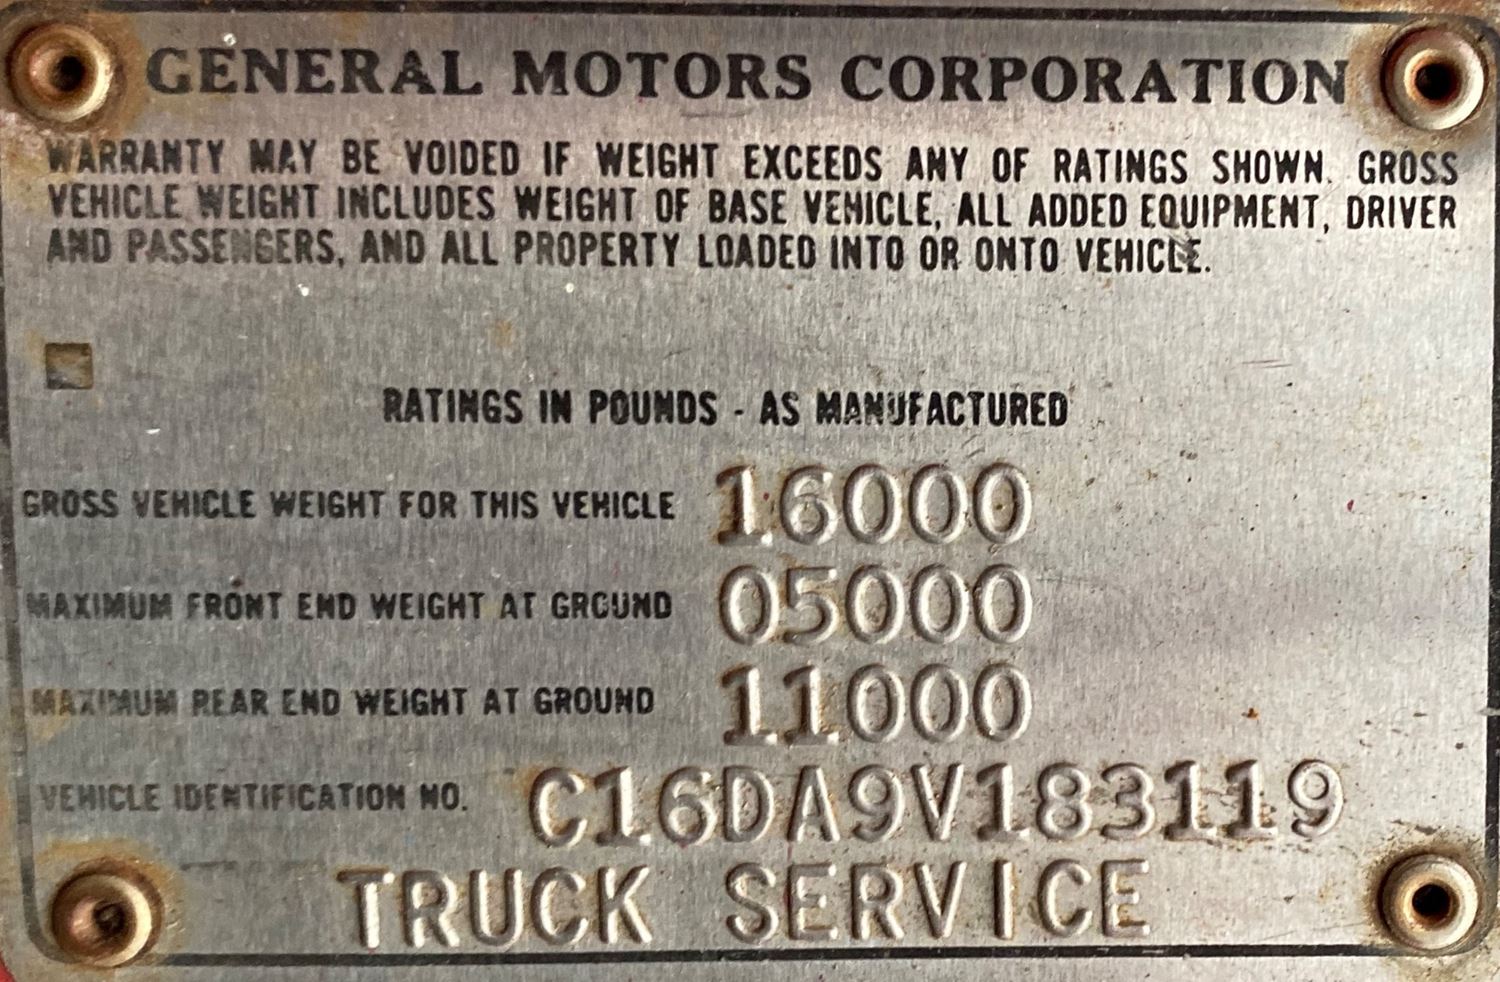 GENERAL MOTORS CORPORATION
WARRANTY MAY BE VOIDED IF WEIGHT EXCEEDS ANY OF RATINGS SHOWN. GROSS
VEHICLE WEIGHT INCLUDES WEIGHT OF BASE VEHICLE, ALL ADDED EQUIPMENT, DRIVER
AND PASSENGERS, AND ALL PROPERTY LOADED INTO OR ONTO VEHICLE.
RATINGS IN POUNDS - AS MANUFACTURED
GROSS VEHICLE WEIGHT FOR THIS VEHICLE 16000
MAXIMUM FRONT END WEIGHT AT GROUND 05000
MAXIMUM REAR END WEIGHT AT GROUND 11000
VEHICLE IDENTIFICATION NO. C16DA9V183119
TRUCK SERVICE